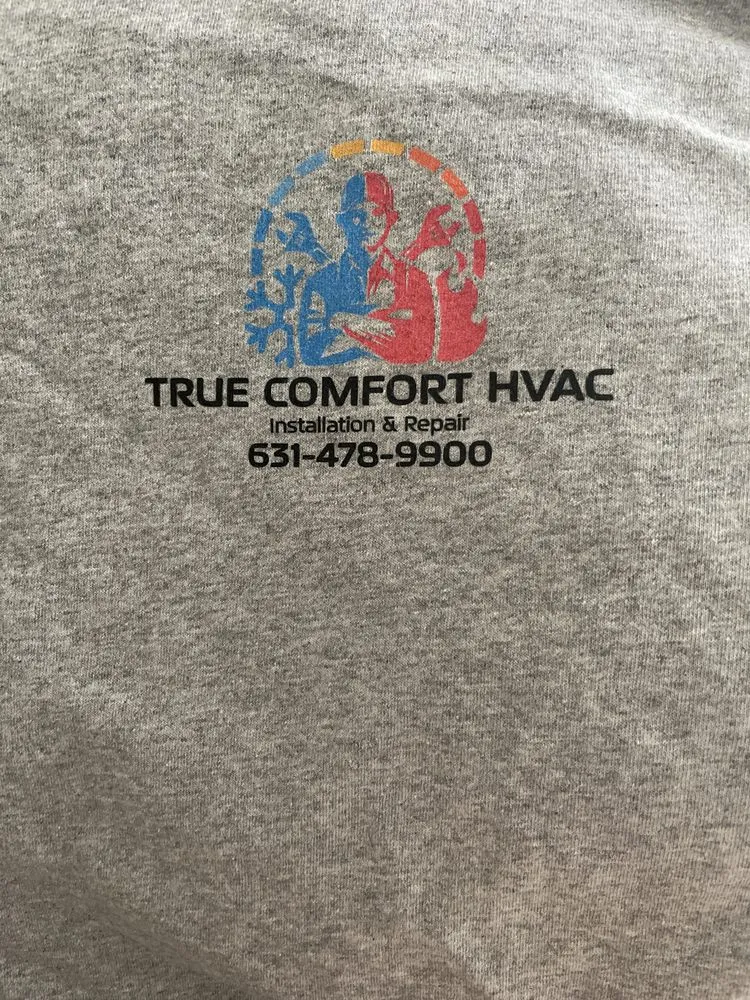 TRUE COMFORT HVAC
Installation & Repair
631-478-9900